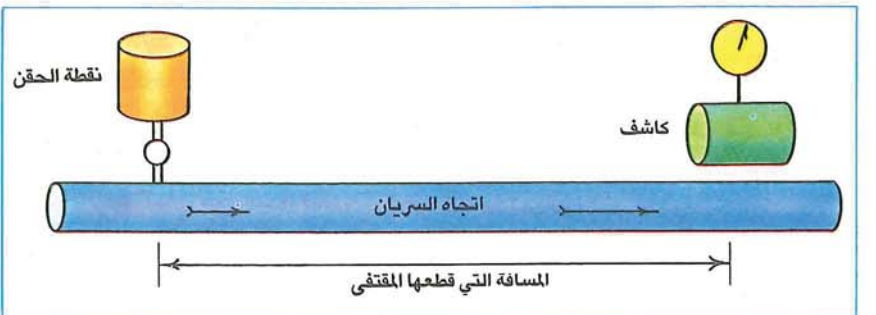 نقطة الحقن
كاشف
اتجاه السريان
المسافة التي قطعها المقتفى